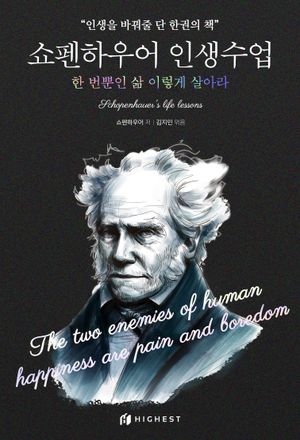 “인생을 바꿔줄 단 한권의 책”
쇼펜하우어 인생수업
한 번뿐인 삶 이렇게 살아라
Schopenhauer's life lessons
쇼펜하우어 저 | 김지민 엮음
The two enemies of human
happiness are pain and boredom
HIGHEST